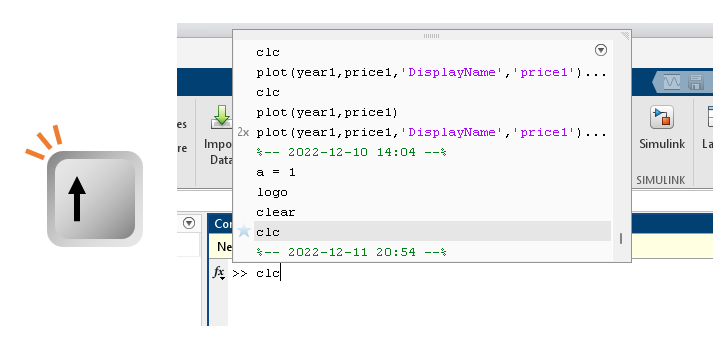 clc
plot(year1,price1,'DisplayName','price1')...
clc
plot(year1,price1)
2x plot(year1,price1,'DisplayName','price1')...
%-- 2022-12-10 14:04 --%
a = 1
logo
clear
clc
%-- 2022-12-11 20:54 --%
es
re
Impo
Data
Simulink
La
SIMULINK
Co
Ne
fx >> clc